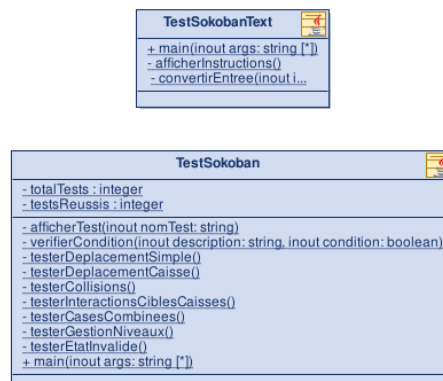 TestSokobanText
+ main(inout args: string [*])
- afficherInstructions()
- convertirEntree(inout i...
TestSokoban
- totalTests : integer
- testsReussis : integer
- afficherTest(inout nomTest: string)
- verifierCondition(inout description: string, inout condition: boolean)
- testerDeplacementSimple()
- testerDeplacementCaisse()
- testerCollisions()
- testerInteractionsCiblesCaisses()
- testerCasesCombinees()
- testerGestionNiveaux()
- testerEtatInvalide()
+ main(inout args: string [*])